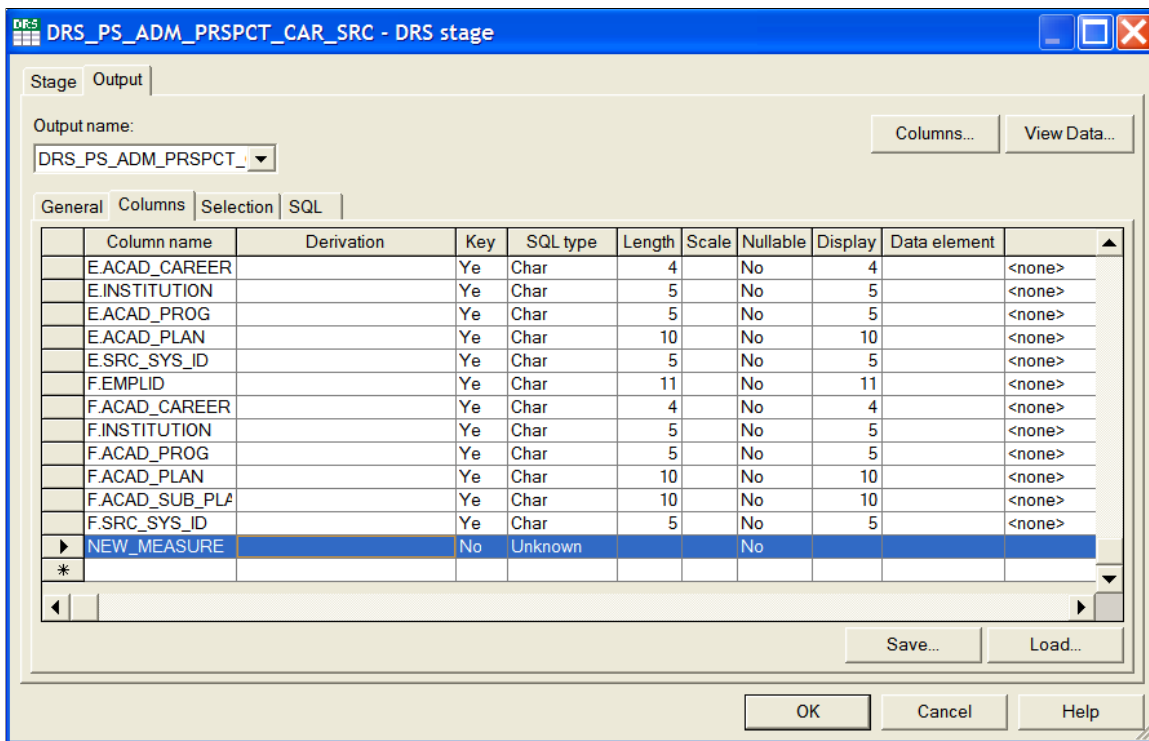 DRS DRS_PS_ADM_PRSPCT_CAR_SRC - DRS stage
Stage Output
Output name:
Columns... View Data...
DRS_PS_ADM_PRSPCT_
General Columns Selection SQL
Column name Derivation Key SQL type Length Scale Nullable Display Data element
E.ACAD_CAREER Ye Char 4 No 4 <none>
E.INSTITUTION Ye Char 5 No 5 <none>
E.ACAD_PROG Ye Char 5 No 5 <none>
E.ACAD_PLAN Ye Char 10 No 10 <none>
E.SRC_SYS_ID Ye Char 5 No 5 <none>
F.EMPLID Ye Char 11 No 11 <none>
F.ACAD_CAREER Ye Char 4 No 4 <none>
F.INSTITUTION Ye Char 5 No 5 <none>
F.ACAD_PROG Ye Char 5 No 5 <none>
F.ACAD_PLAN Ye Char 10 No 10 <none>
F.ACAD_SUB_PLA Ye Char 10 No 10 <none>
F.SRC_SYS_ID Ye Char 5 No 5 <none>
NEW_MEASURE No Unknown No
*
Save... Load...
OK Cancel Help